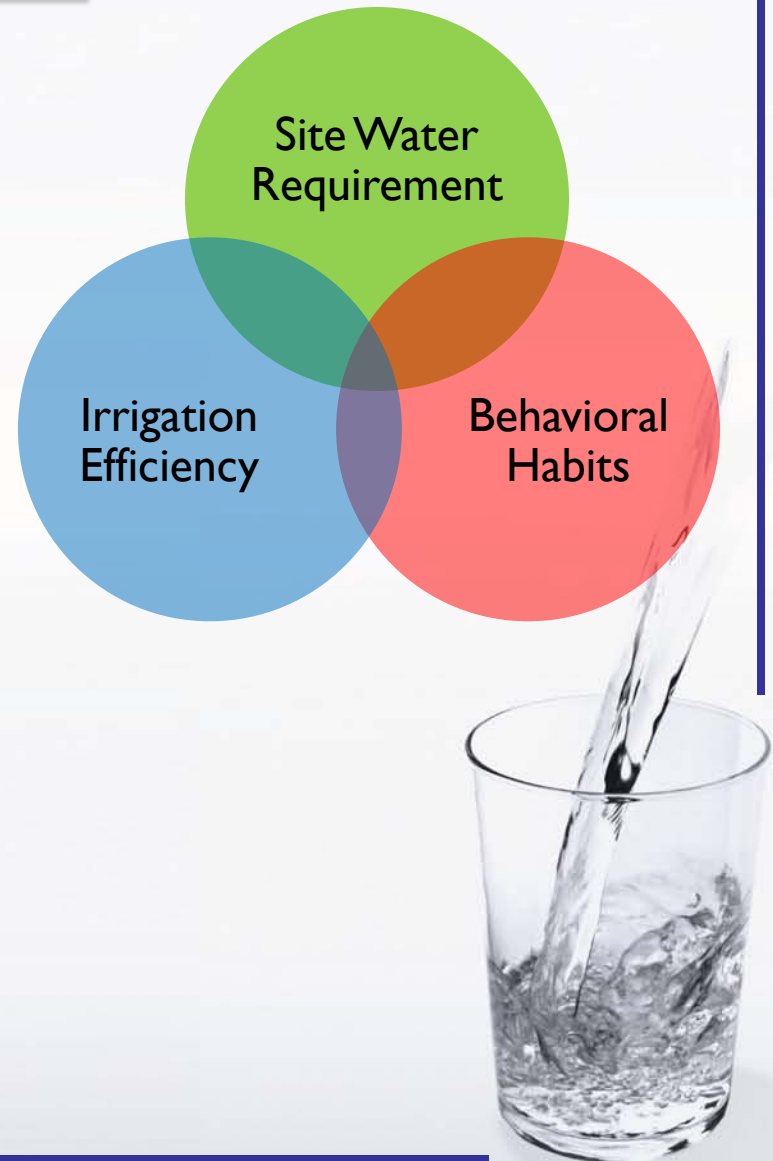 Site Water
Requirement
Irrigation
Efficiency
Behavioral
Habits